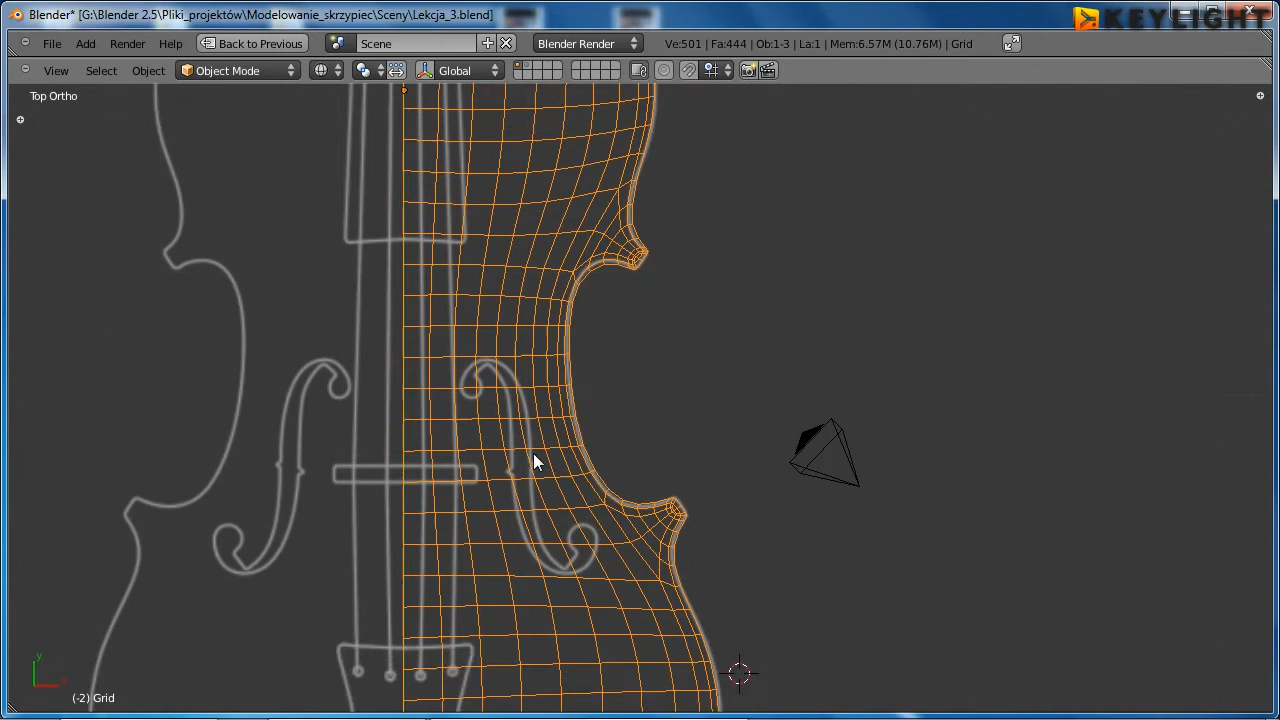 Blender* [G:\Blender 2.5\Pliki_projektów\Modelowanie_skrzypiec\Sceny\Lekcja_3.blend]
KEYLIGHT
File Add Render Help Back to Previous Scene Blender Render Ve:501 | Fa:444 | Ob:1-3 | La:1 | Mem:6.57M (10.76M) | Grid
View Select Object Object Mode Global
Top Ortho
y
x
(-2) Grid